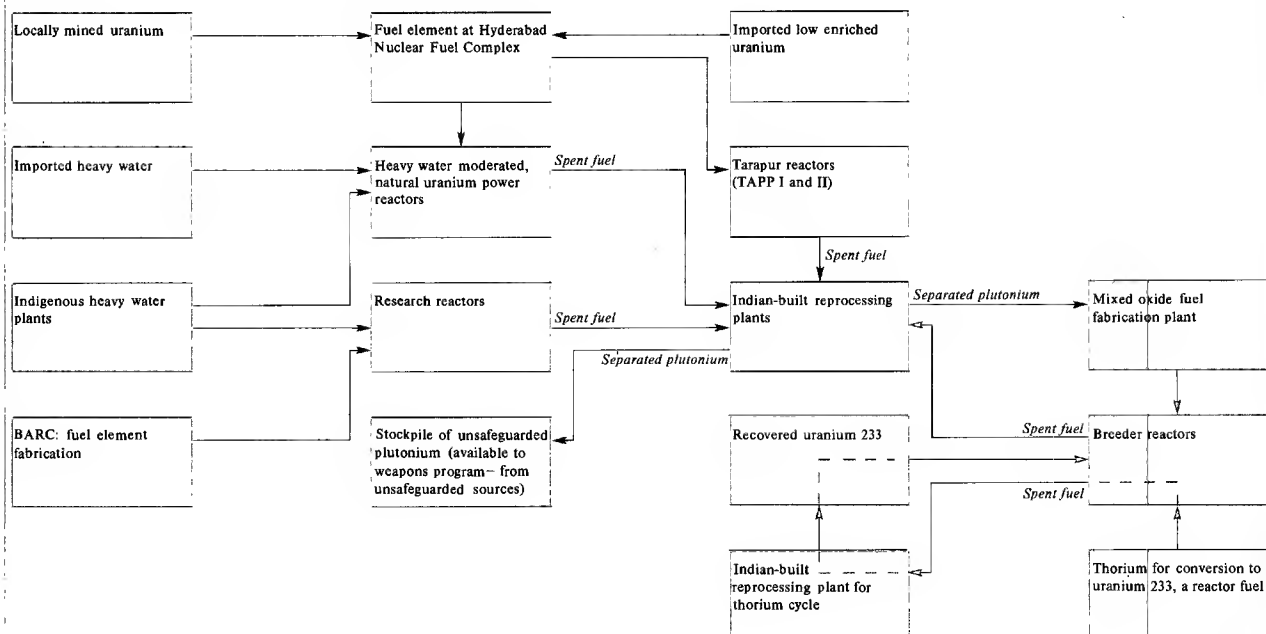 Locally mined uranium
Fuel element at Hyderabad
Nuclear Fuel Complex
Imported low enriched
uranium
Imported heavy water
Heavy water moderated,
natural uranium power
reactors
Spent fuel
Tarapur reactors
(TAPP I and II)
Spent fuel
Indigenous heavy water
plants
Research reactors
Spent fuel
Indian-built reprocessing
plants
Separated plutonium
Mixed oxide fuel
fabrication plant
Separated plutonium
BARC: fuel element
fabrication
Stockpile of unsafeguarded
plutonium (available to
weapons program– from
unsafeguarded sources)
Recovered uranium 233
Spent fuel
Breeder reactors
Spent fuel
Indian-built
reprocessing plant for
thorium cycle
Thorium for conversion to
uranium 233, a reactor fuel